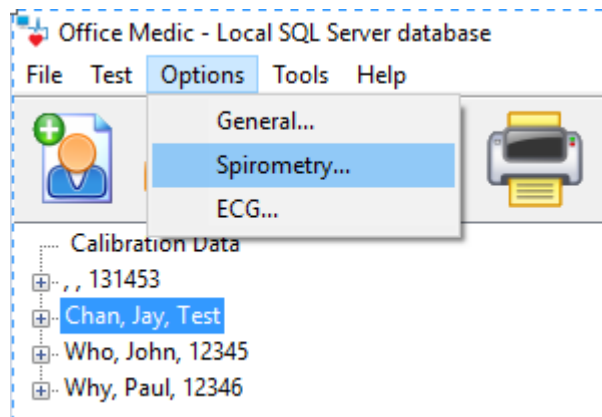 Office Medic - Local SQL Server database
File Test Options Tools Help
General...
Spirometry...
ECG...
Calibration Data
, , 131453
Chan, Jay, Test
Who, John, 12345
Why, Paul, 12346